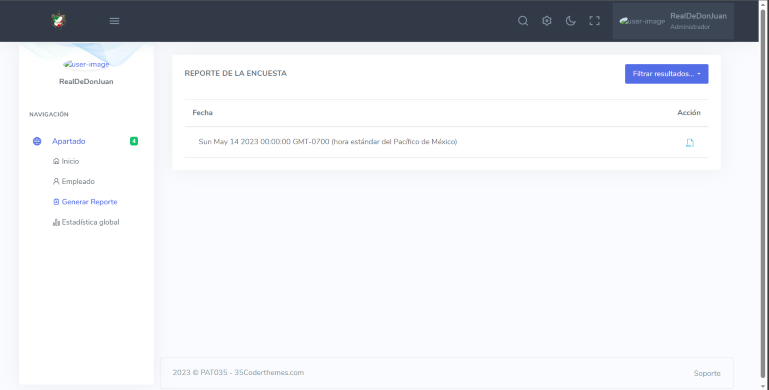 user-image
RealDeDonJuan
Administrador
user-image
RealDeDonJuan
NAVIGACIÓN
Apartado 4
Inicio
Empleado
Generar Reporte
Estadística global
REPORTE DE LA ENCUESTA
Filtrar resultados...
Fecha Acción
Sun May 14 2023 00:00:00 GMT-0700 (hora estándar del Pacífico de México)
2023 © PAT035 - 35Coderthemes.com
Soporte